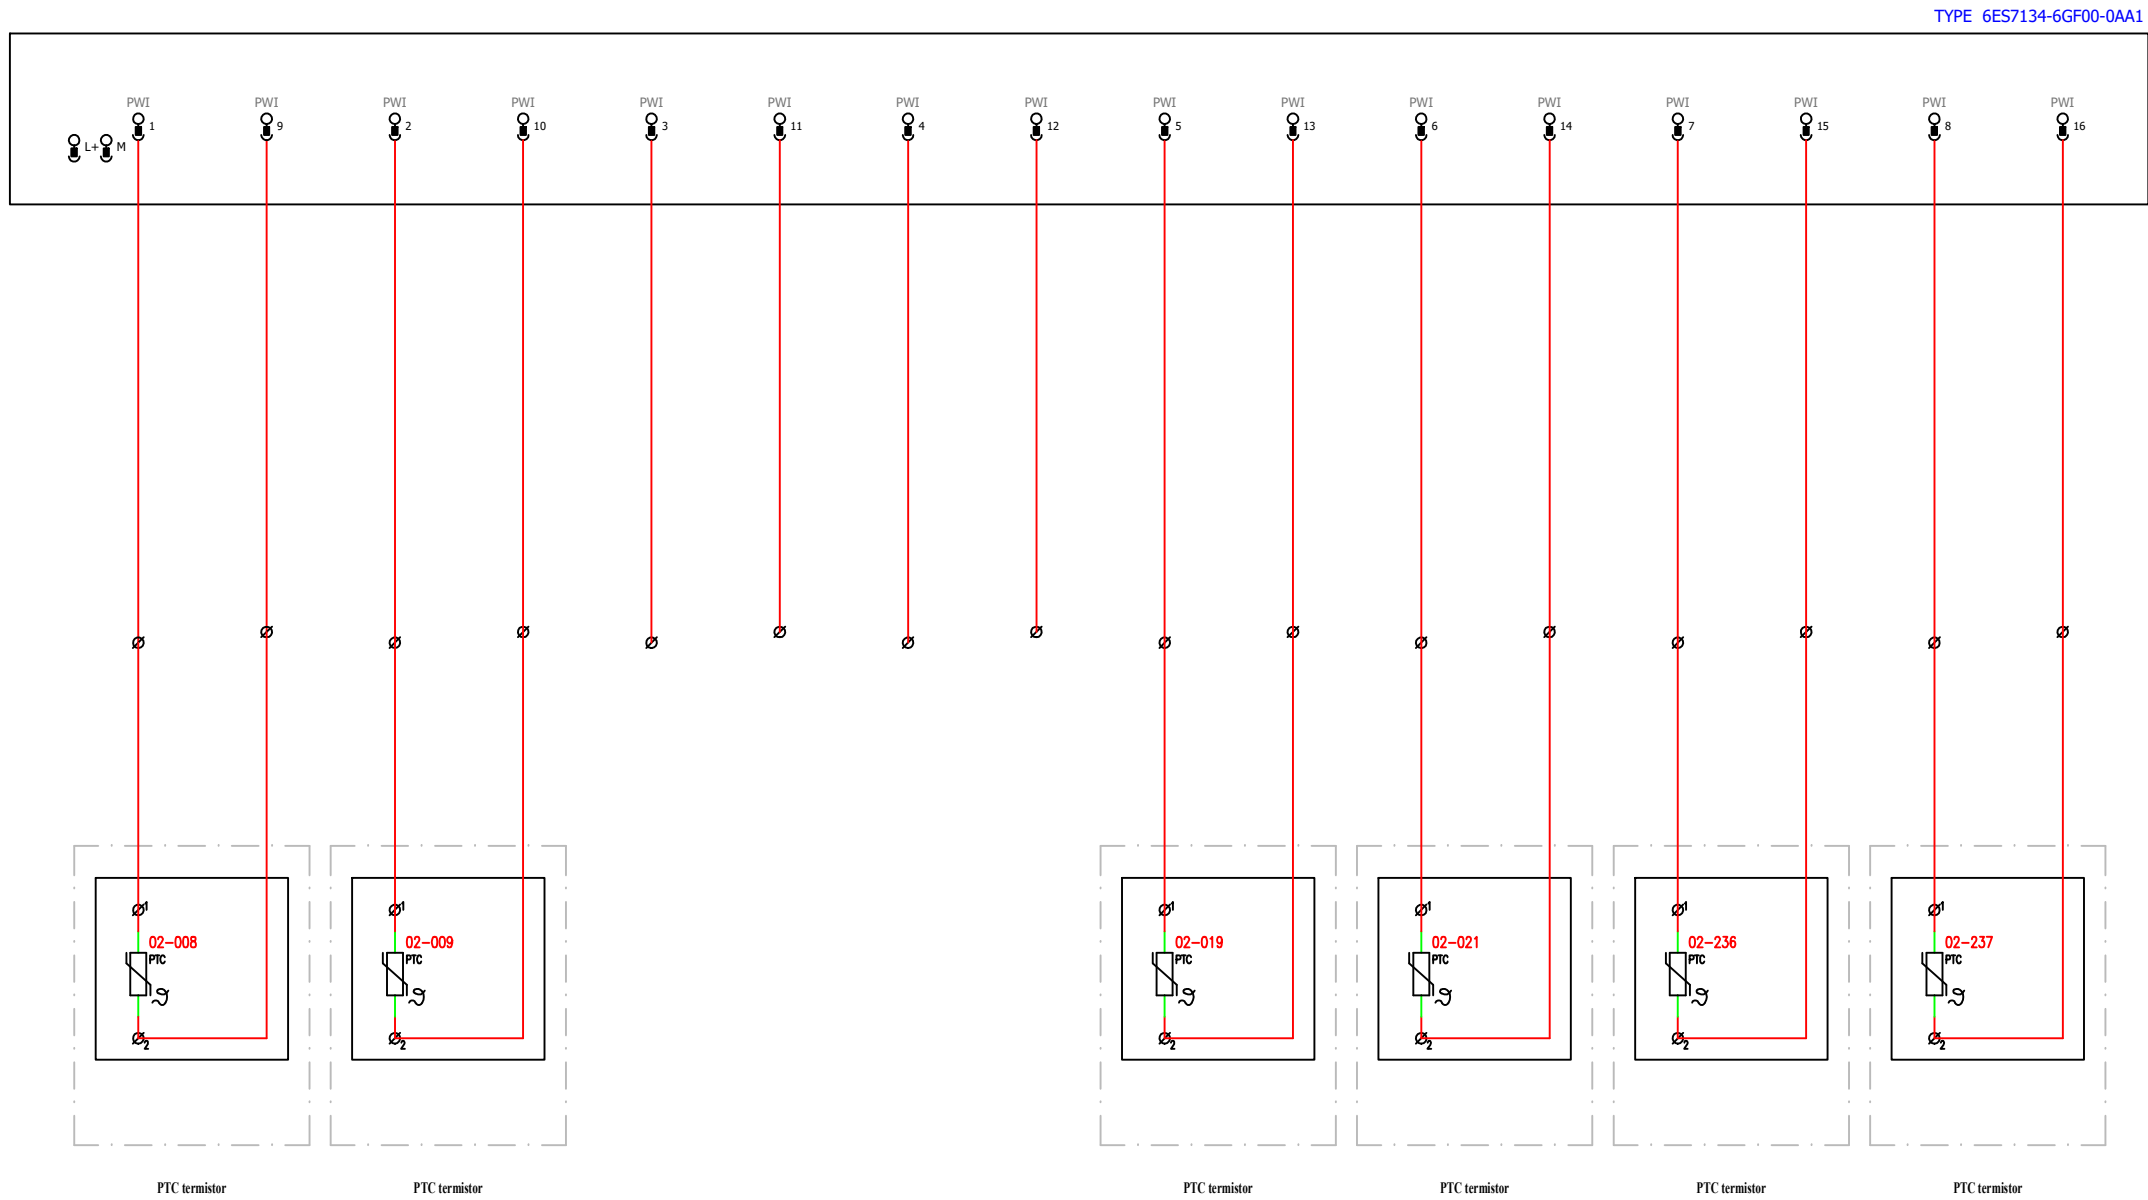 TYPE 6ES7134-6GF00-0AA1
PWI PWI PWI PWI PWI PWI PWI PWI PWI PWI PWI PWI PWI PWI PWI PWI
1 9 2 10 3 11 4 12 5 13 6 14 7 15 8 16
L+ M
1 1 1 1 1 1
02-008 02-009 02-019 02-021 02-236 02-237
PTC PTC PTC PTC PTC PTC
2 2 2 2 2 2
PTC termistor PTC termistor PTC termistor PTC termistor PTC termistor PTC termistor